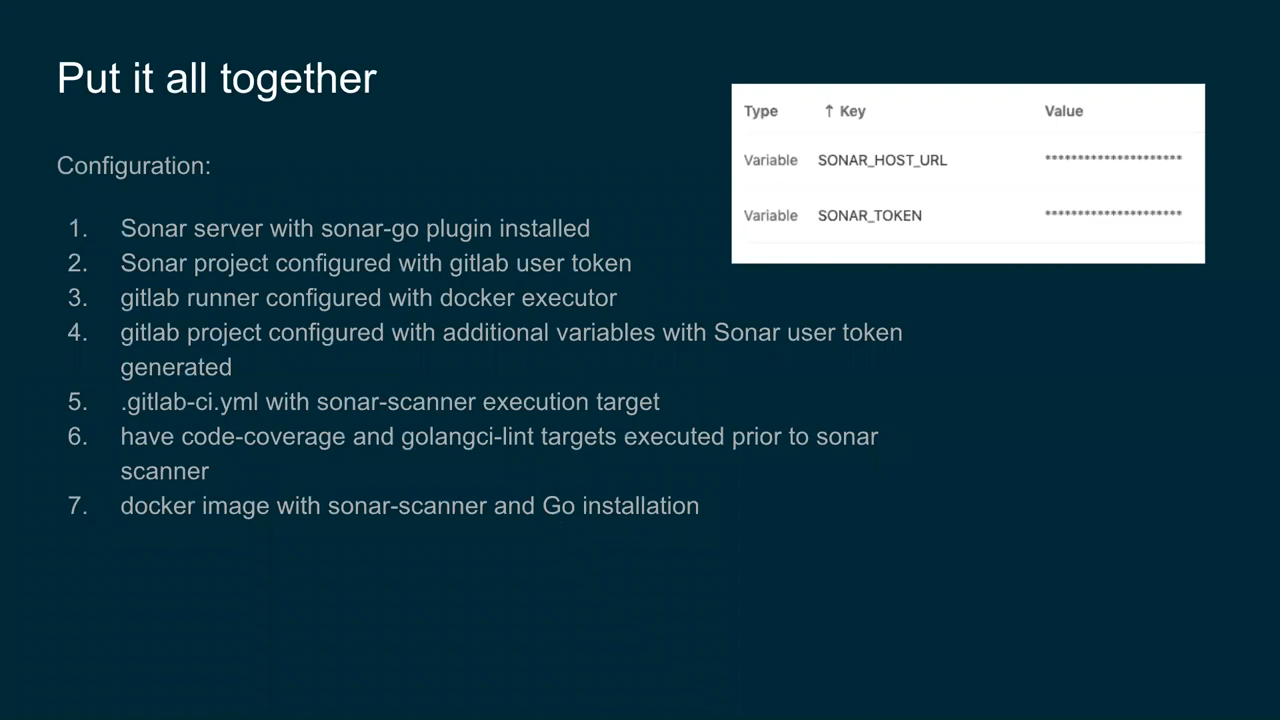 Put it all together
Configuration:
1. Sonar server with sonar-go plugin installed
2. Sonar project configured with gitlab user token
3. gitlab runner configured with docker executor
4. gitlab project configured with additional variables with Sonar user token
generated
5. .gitlab-ci.yml with sonar-scanner execution target
6. have code-coverage and golangci-lint targets executed prior to sonar
scanner
7. docker image with sonar-scanner and Go installation
Type ↑ Key Value
Variable SONAR_HOST_URL *********************
Variable SONAR_TOKEN *********************